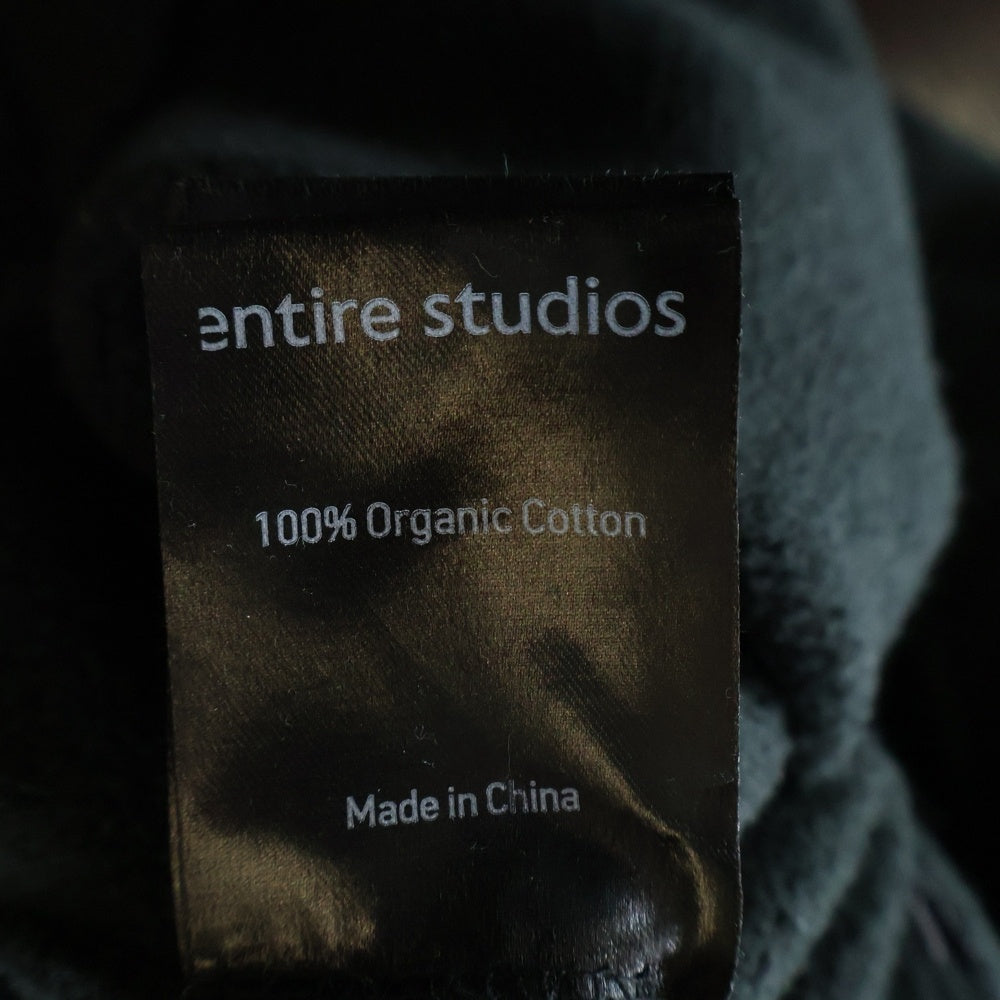 entire studios
100% Organic Cotton
Made in China